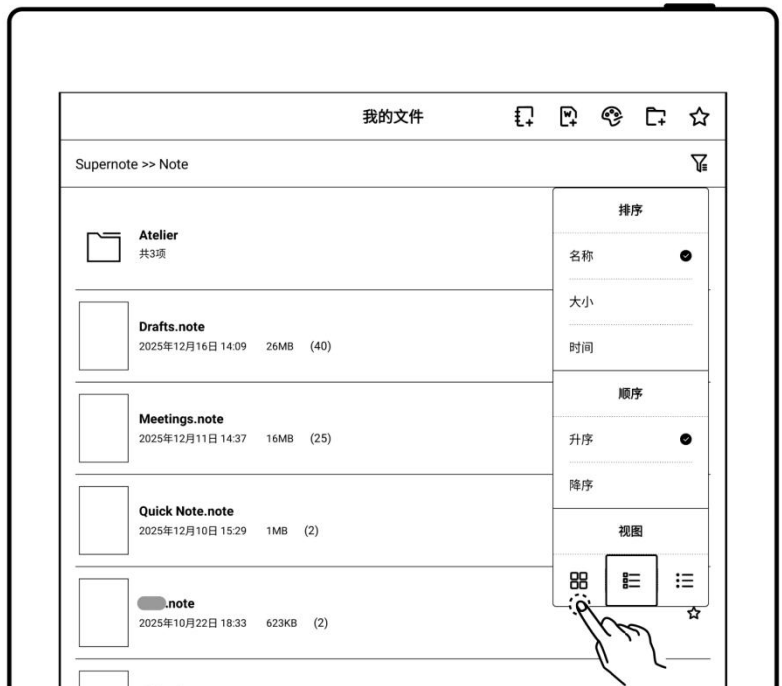 我的文件
Supernote >> Note
排序
Atelier
共3项
名称
大小
Drafts.note
2025年12月16日 14:09 26MB (40)
时间
顺序
Meetings.note
2025年12月11日 14:37 16MB (25)
升序
降序
Quick Note.note
2025年12月10日 15:29 1MB (2)
视图
.note
2025年10月22日 18:33 623KB (2)